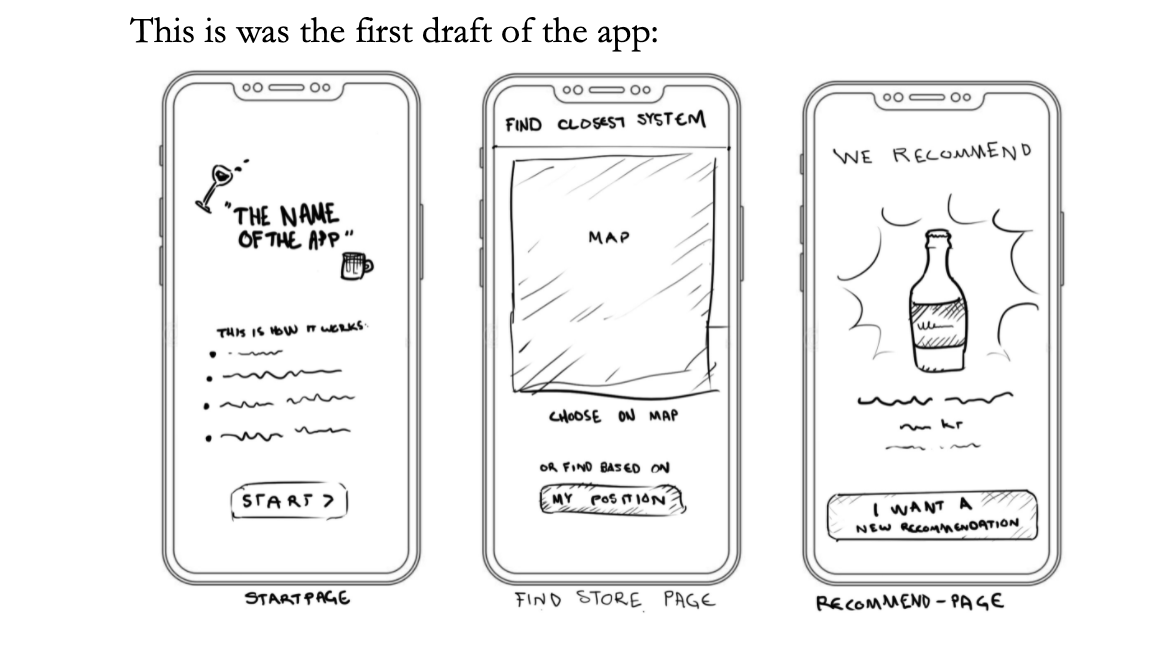 This is was the first draft of the app:
"THE NAME
OF THE APP"
THIS IS HOW IT WORKS:
START >
STARTPAGE
FIND CLOSEST SYSTEM
MAP
CHOOSE ON MAP
OR FIND BASED ON
MY POSITION
FIND STORE PAGE
WE RECOMMEND
kr
I WANT A
NEW RECOMMENDATION
RECOMMEND-PAGE